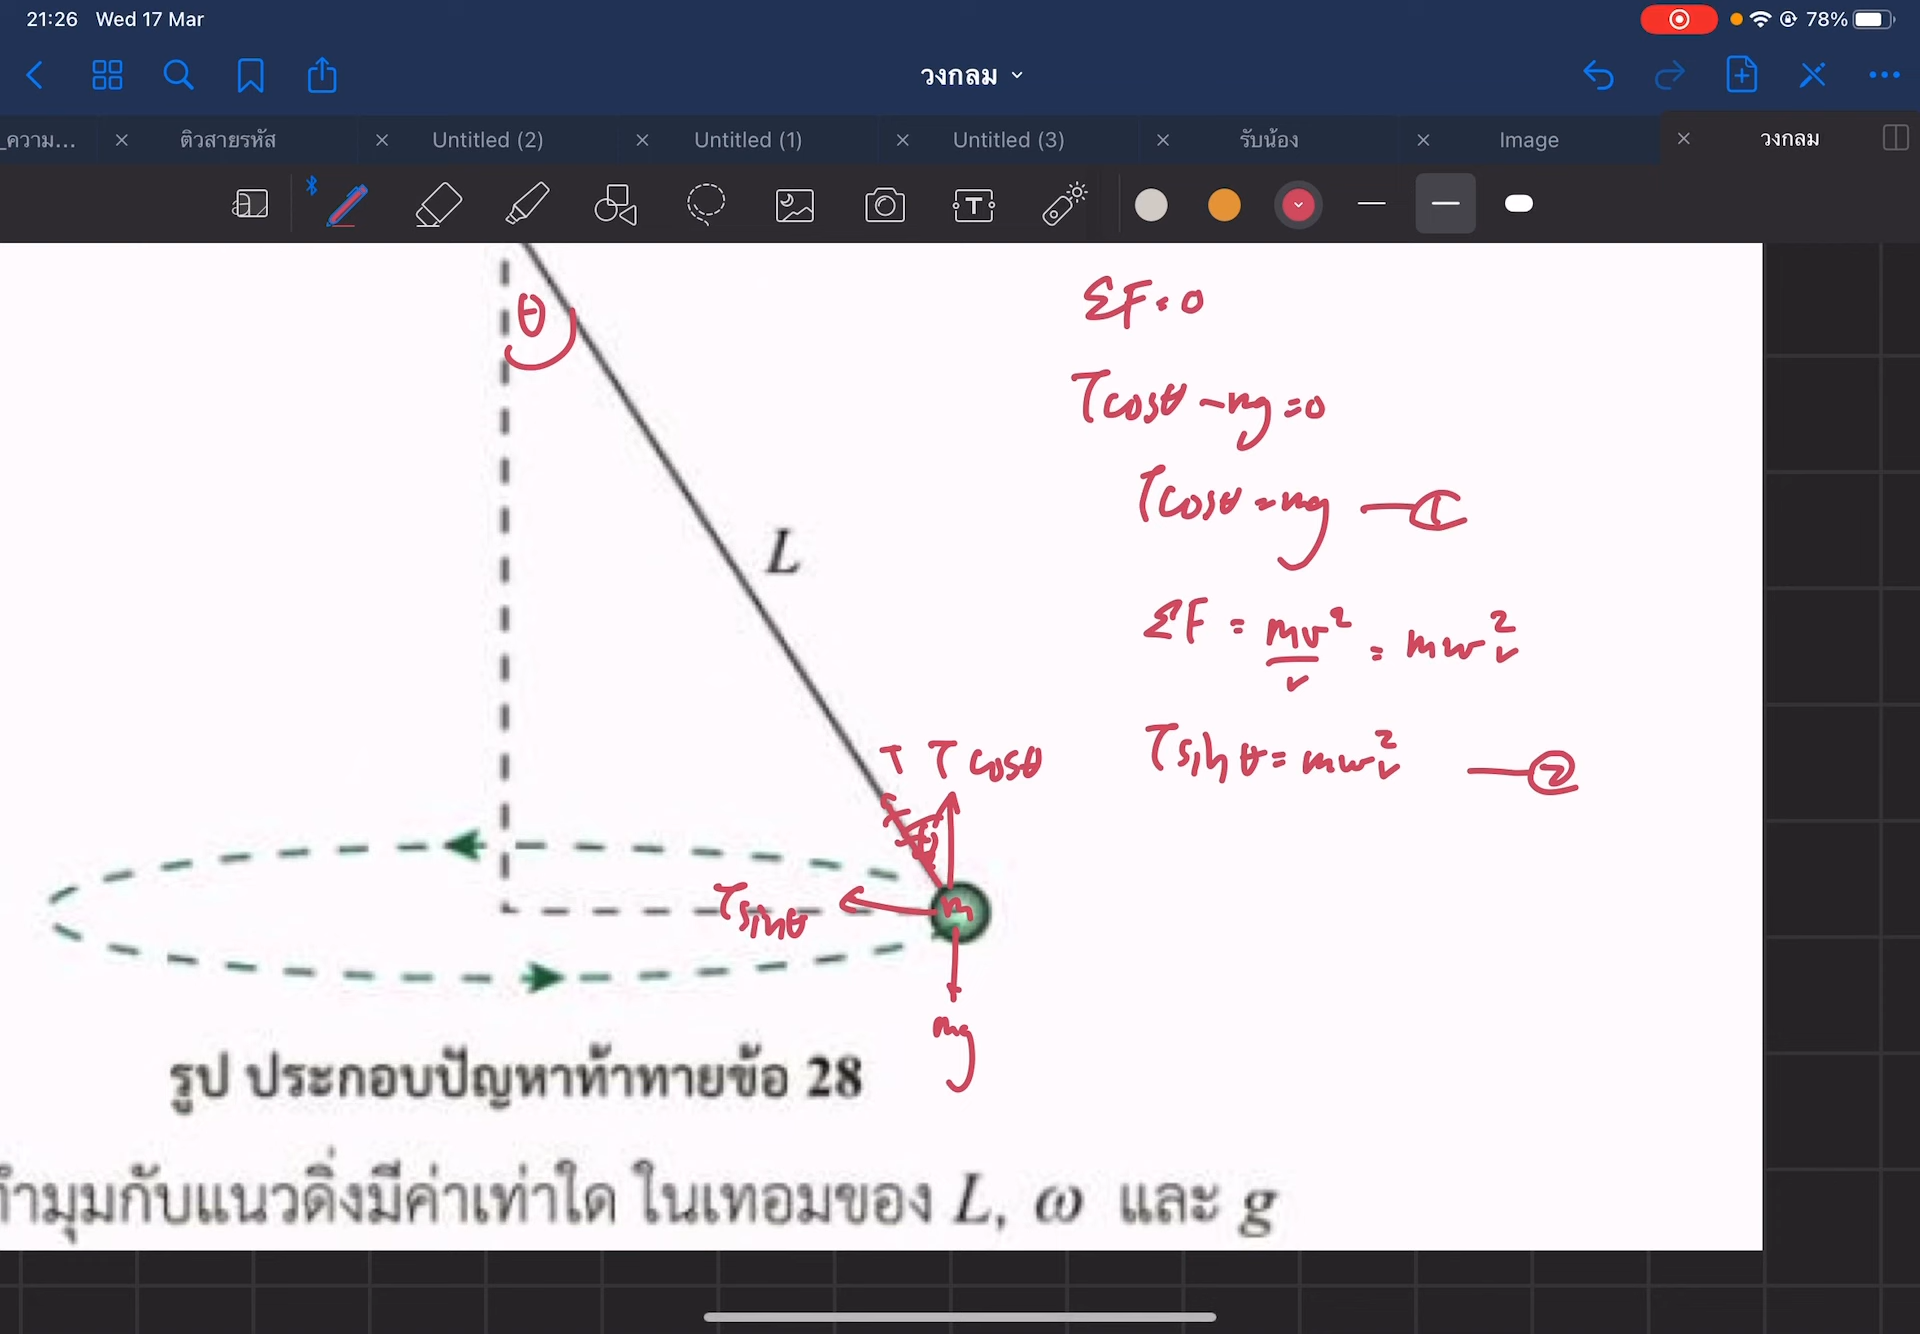 21:26 Wed 17 Mar
78%
วงกลม
_ความ...
ติวสายรหัส
Untitled (2)
Untitled (1)
Untitled (3)
รับน้อง
Image
วงกลม
θ
ΣF = 0
Tcosθ - mg = 0
Tcosθ = mg —①
L
ΣF = mv²/r = mω²r
Tsinθ = mω²r —②
T Tcosθ
θ
Tsinθ
m
mg
รูป ประกอบปัญหาท้าทายข้อ 28
ทำมุมกับแนวดิ่งมีค่าเท่าใด ในเทอมของ L, ω และ g